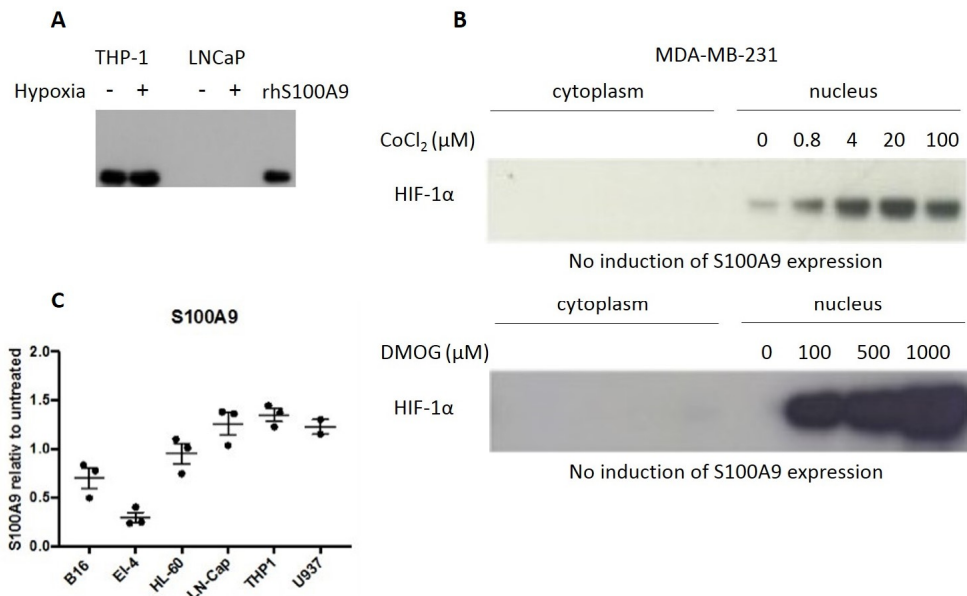 A
THP-1 LNCaP
Hypoxia - + - + rhS100A9
B
MDA-MB-231
cytoplasm nucleus
CoCl₂ (μM) 0 0.8 4 20 100
HIF-1α
No induction of S100A9 expression
cytoplasm nucleus
DMOG (μM) 0 100 500 1000
HIF-1α
No induction of S100A9 expression
C
S100A9
S100A9 relativ to untreated
2.0
1.5
1.0
0.5
0.0
B16 El-4 HL-60 LN-Cap THP1 U937